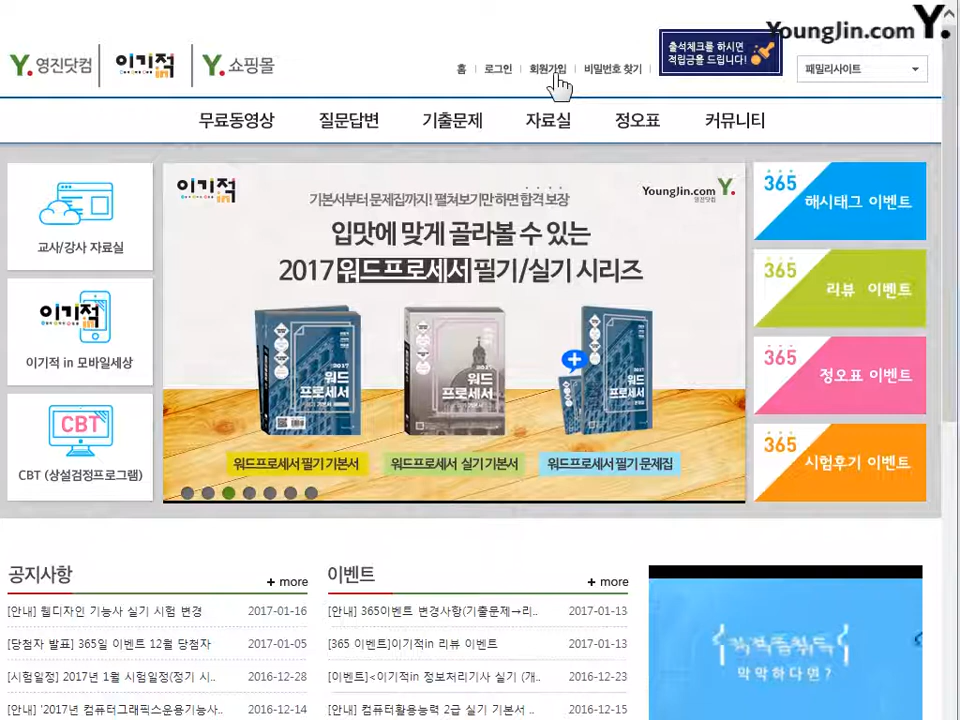 YoungJin.com Y.
Y.영진닷컴
이기적
Y.쇼핑몰
홈
로그인
회원가입
비밀번호 찾기
출석체크를 하시면
적립금을 드립니다!
패밀리사이트
무료동영상
질문답변
기출문제
자료실
정오표
커뮤니티
교사/강사 자료실
이기적in
이기적 in 모바일세상
CBT
CBT (상설검정프로그램)
이기적in
YoungJin.com Y.
영진닷컴
기본서부터 문제집까지! 펼쳐보기만 하면 합격 보장
입맛에 맞게 골라볼 수 있는
2017 워드프로세서 필기/실기 시리즈
2017
워드
프로세서
필기 기본서
워드
프로세서
2017
워드
프로세서
워드프로세서 필기 기본서
워드프로세서 실기 기본서
워드프로세서 필기 문제집
365
해시태그 이벤트
365
리뷰 이벤트
365
정오표 이벤트
365
시험후기 이벤트
공지사항
+ more
[안내] 웹디자인 기능사 실기 시험 변경 2017-01-16
[당첨자 발표] 365일 이벤트 12월 당첨자 2017-01-05
[시험일정] 2017년 1월 시험일정(정기 시.. 2016-12-28
[안내] '2017년 컴퓨터그래픽스운용기능사.. 2016-12-14
이벤트
+ more
[안내] 365이벤트 변경사항(기출문제→리.. 2017-01-13
[365 이벤트]이기적in 리뷰 이벤트 2017-01-13
[이벤트]<이기적in 정보처리기사 실기 (개.. 2016-12-23
[안내] 컴퓨터활용능력 2급 실기 기본서 .. 2016-12-15
막막하다면?